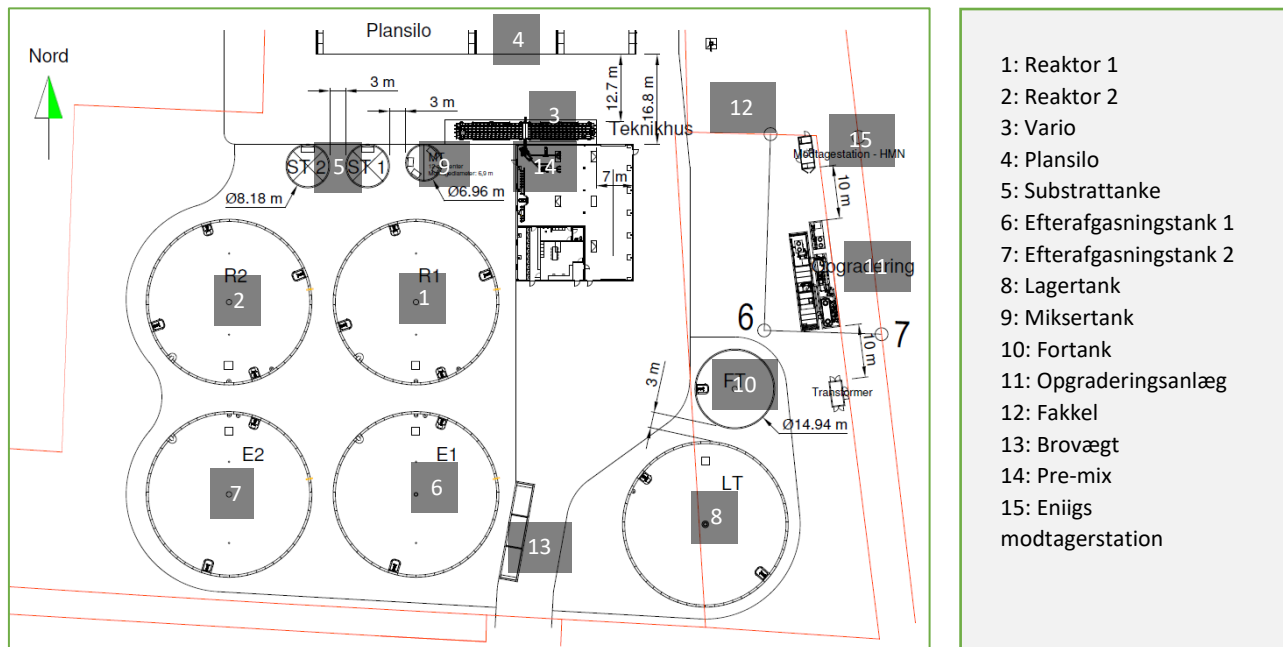 Plansilo
4
Nord
3 m
3 m
12.7 m
16.8 m
12
3
Teknikhus
15
Modtagestation - HMN
ST 2
5
ST 1
MT
9
14
7 m
10 m
Ø8.18 m
Ø6.96 m
R2
2
R1
1
Opgradering
11
6
7
10 m
3 m
FT
10
Transformer
Ø14.94 m
E2
7
E1
6
LT
8
13
1: Reaktor 1
2: Reaktor 2
3: Vario
4: Plansilo
5: Substrattanke
6: Efterafgasningstank 1
7: Efterafgasningstank 2
8: Lagertank
9: Miksertank
10: Fortank
11: Opgraderingsanlæg
12: Fakkel
13: Brovægt
14: Pre-mix
15: Eniigs
modtagerstation